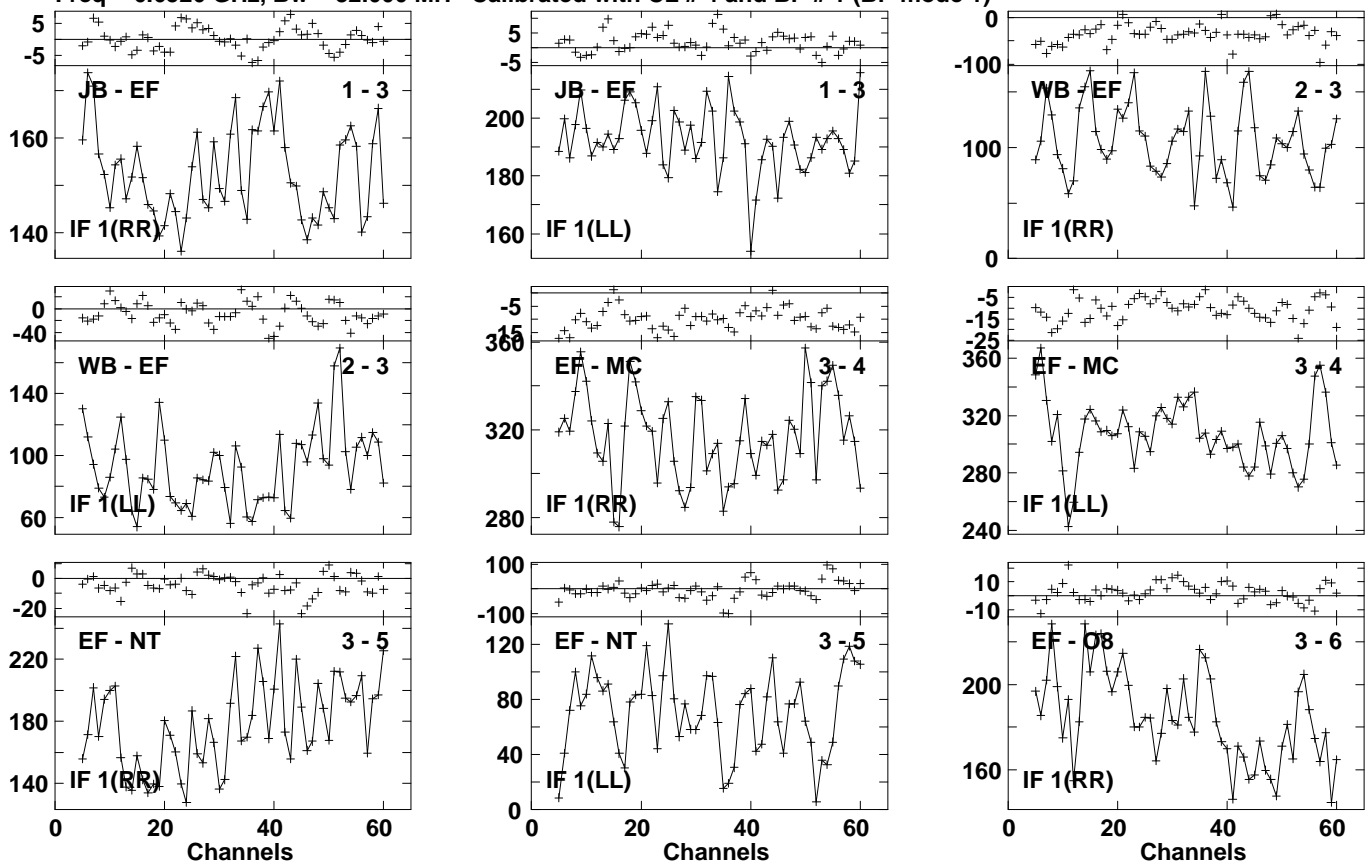 5
-5
160
140
JB - EF 1 - 3
IF 1(RR)
5
-5
200
180
160
JB - EF 1 - 3
IF 1(LL)
0
-100
100
0
WB - EF 2 - 3
IF 1(RR)
0
-40
140
100
60
WB - EF 2 - 3
IF 1(LL)
-5
-15
360
320
280
EF - MC 3 - 4
IF 1(RR)
-5
-15
-25
360
320
280
240
EF - MC 3 - 4
IF 1(LL)
0
-20
220
180
140
EF - NT 3 - 5
IF 1(RR)
0 20 40 60
Channels
100
-100
120
80
40
0
EF - NT 3 - 5
IF 1(LL)
0 20 40 60
Channels
10
-10
200
160
EF - O8 3 - 6
IF 1(RR)
0 20 40 60
Channels